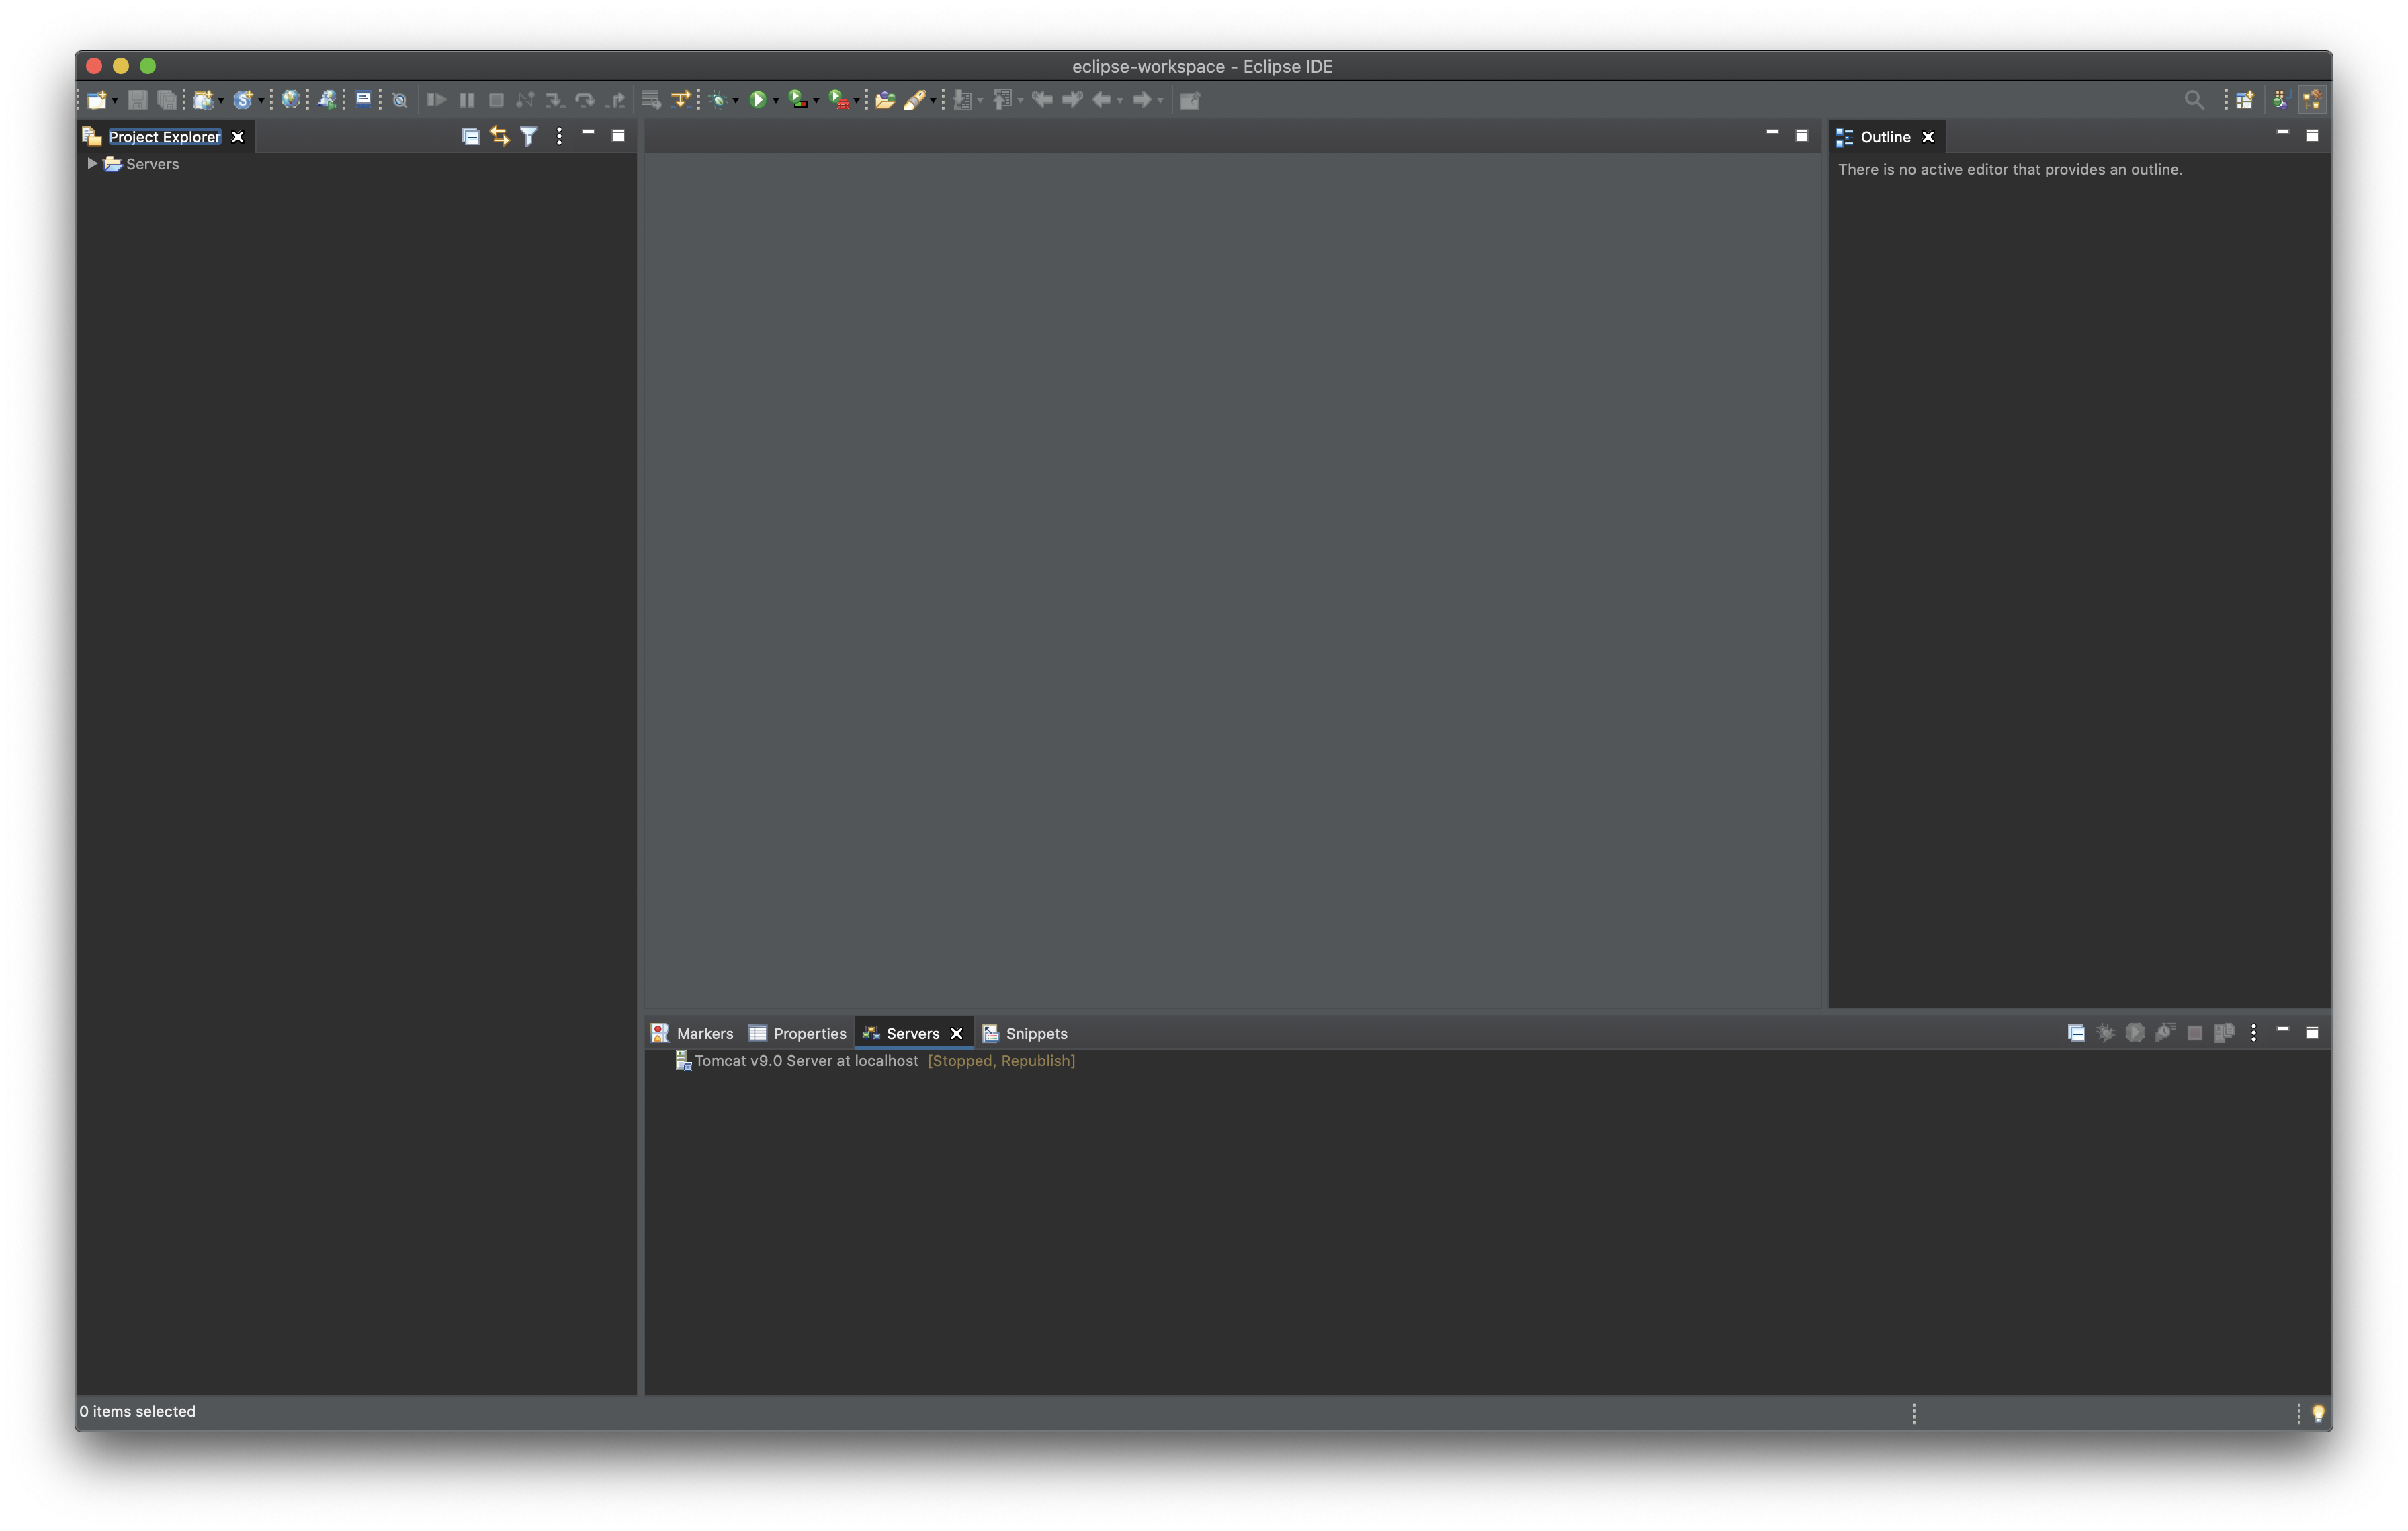 eclipse-workspace - Eclipse IDE
Project Explorer
Servers
Outline
There is no active editor that provides an outline.
Markers Properties Servers Snippets
Tomcat v9.0 Server at localhost [Stopped, Republish]
0 items selected